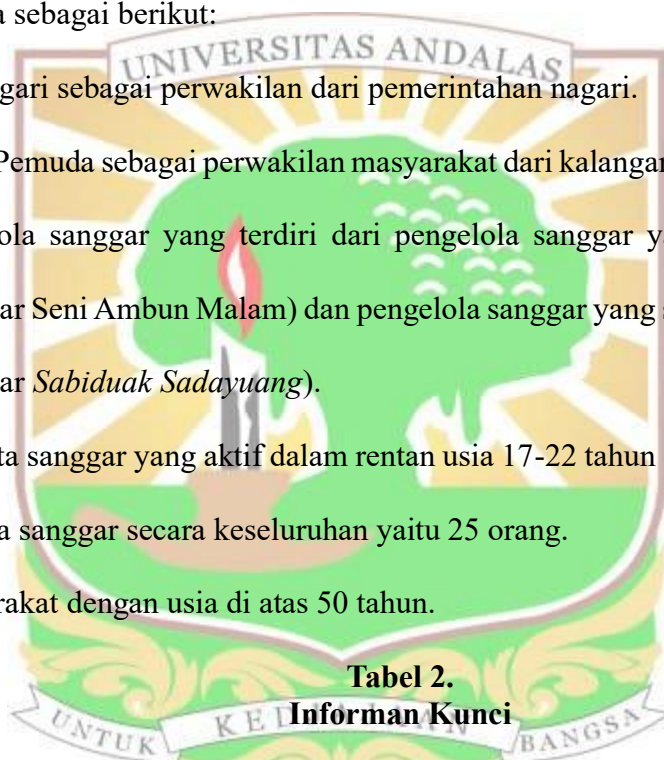 a sebagai berikut:
UNIVERSITAS ANDALAS
gari sebagai perwakilan dari pemerintahan nagari.
Pemuda sebagai perwakilan masyarakat dari kalangan
ola sanggar yang terdiri dari pengelola sanggar ya
ar Seni Ambun Malam) dan pengelola sanggar yang s
ar Sabiduak Sadayuang).
ta sanggar yang aktif dalam rentan usia 17-22 tahun
a sanggar secara keseluruhan yaitu 25 orang.
rakat dengan usia di atas 50 tahun.
Tabel 2.
Informan Kunci
UNTUK BANGSA